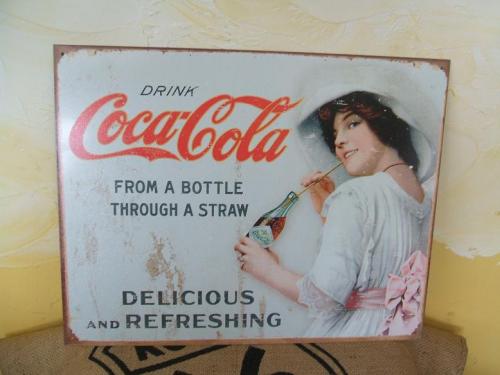 DRINK
Coca-Cola
FROM A BOTTLE
THROUGH A STRAW
DELICIOUS
AND REFRESHING